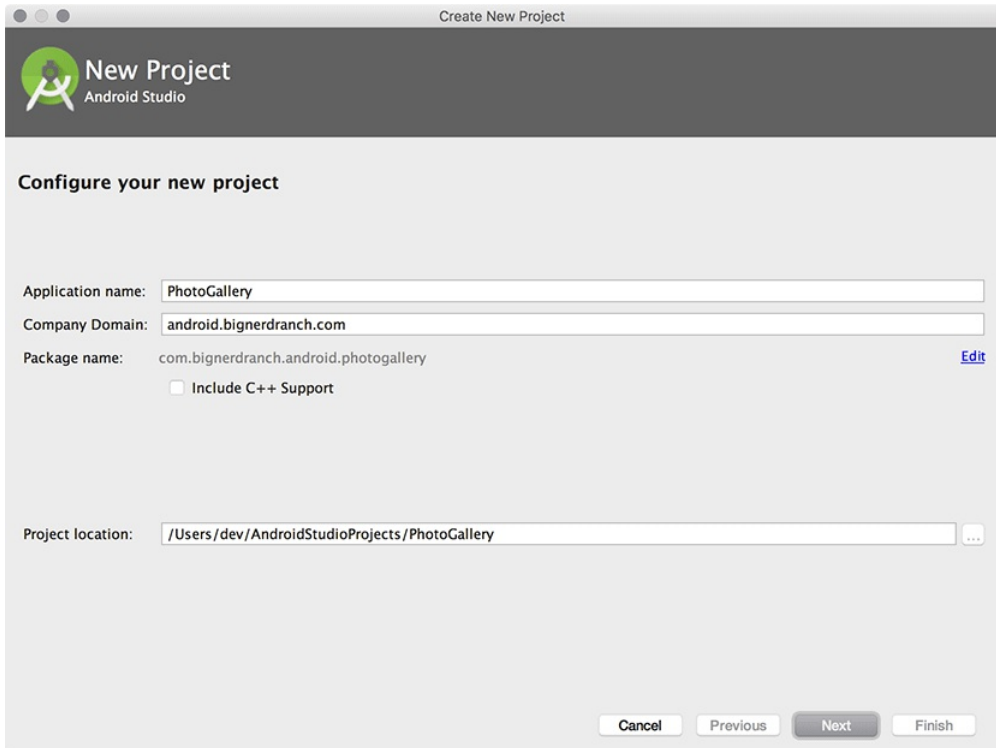 Create New Project
New Project
Android Studio
Configure your new project
Application name: PhotoGallery
Company Domain: android.bignerdranch.com
Package name: com.bignerdranch.android.photogallery Edit
Include C++ Support
Project location: /Users/dev/AndroidStudioProjects/PhotoGallery ...
Cancel Previous Next Finish